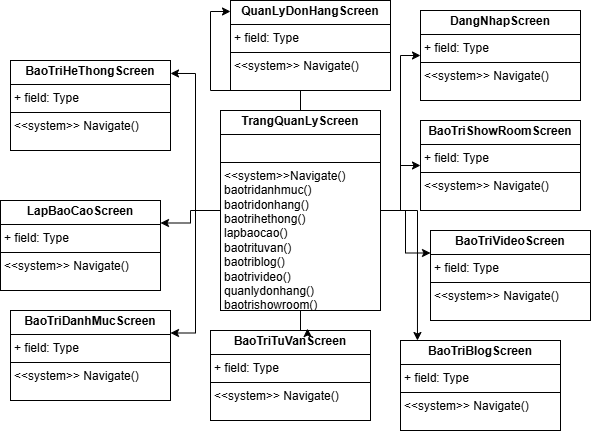 QuanLyDonHangScreen
+ field: Type
<<system>> Navigate()
DangNhapScreen
+ field: Type
<<system>> Navigate()
BaoTriHeThongScreen
+ field: Type
<<system>> Navigate()
TrangQuanLyScreen
<<system>>Navigate()
baotridanhmuc()
baotridonhang()
baotrihethong()
lapbaocao()
baotrituvan()
baotriblog()
baotrivideo()
quanlydonhang()
baotrishowroom()
BaoTriShowRoomScreen
+ field: Type
<<system>> Navigate()
LapBaoCaoScreen
+ field: Type
<<system>> Navigate()
BaoTriVideoScreen
+ field: Type
<<system>> Navigate()
BaoTriDanhMucScreen
+ field: Type
<<system>> Navigate()
BaoTriTuVanScreen
+ field: Type
<<system>> Navigate()
BaoTriBlogScreen
+ field: Type
<<system>> Navigate()